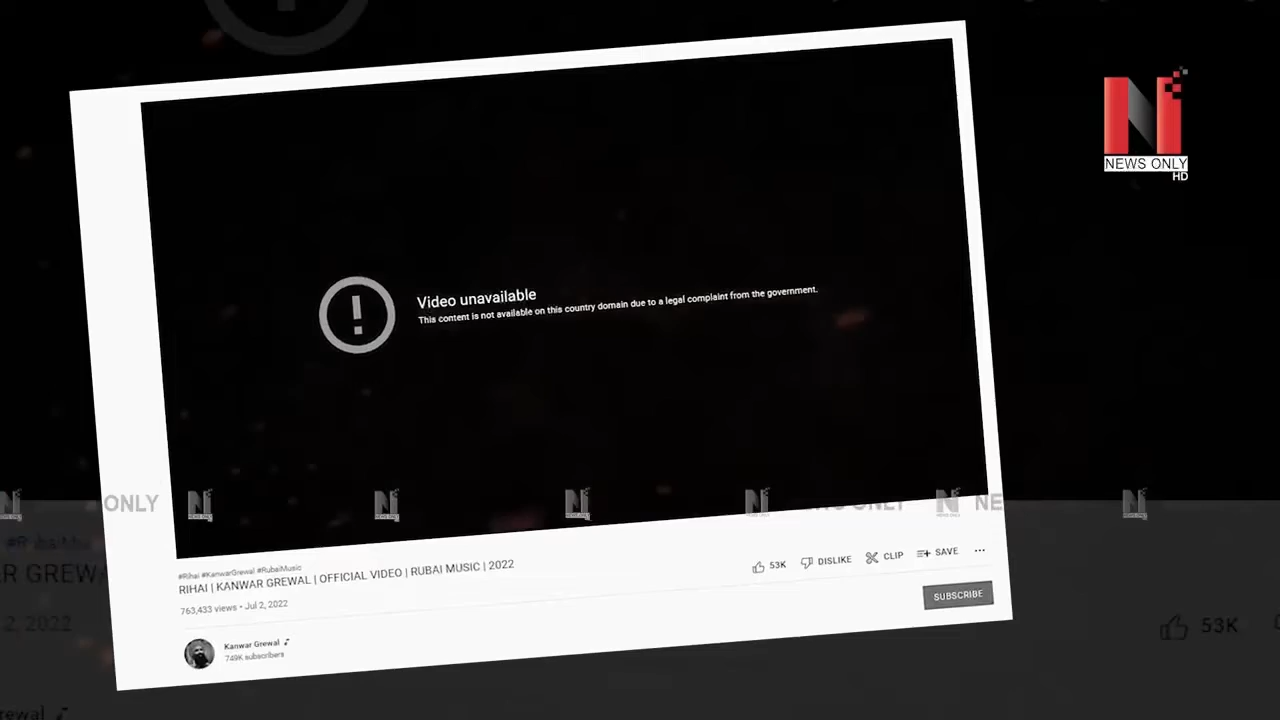 NEWS ONLY
HD
Video unavailable
This content is not available on this country domain due to a legal complaint from the government.
ONLY
NE
#Rihai #KanwarGrewal #RubaiMusic
RIHAI | KANWAR GREWAL | OFFICIAL VIDEO | RUBAI MUSIC | 2022
763,433 views • Jul 2, 2022
53K
DISLIKE
CLIP
SAVE
SUBSCRIBE
Kanwar Grewal
749K subscribers
2, 2022
53K